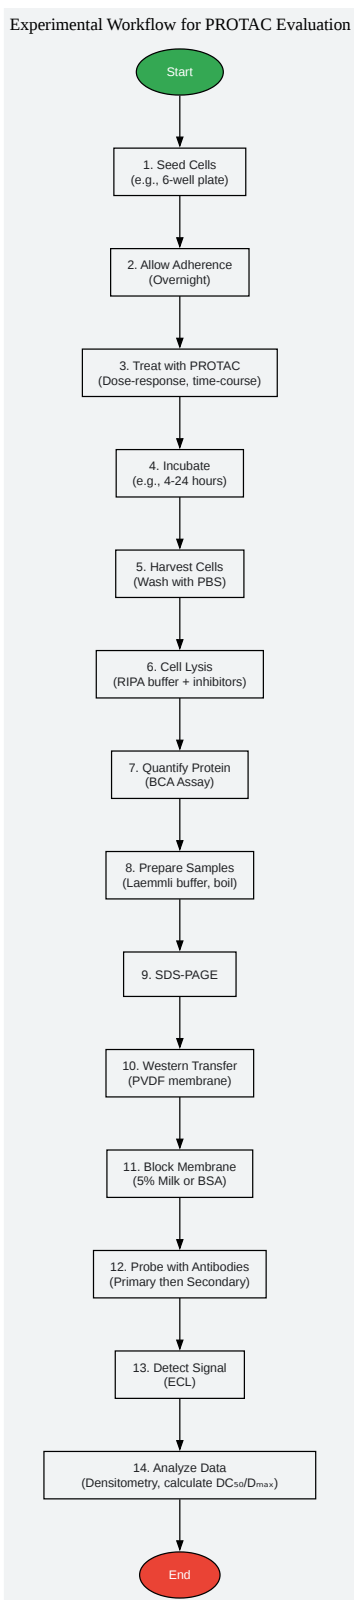 Experimental Workflow for PROTAC Evaluation
Start
1. Seed Cells
(e.g., 6-well plate)
2. Allow Adherence
(Overnight)
3. Treat with PROTAC
(Dose-response, time-course)
4. Incubate
(e.g., 4-24 hours)
5. Harvest Cells
(Wash with PBS)
6. Cell Lysis
(RIPA buffer + inhibitors)
7. Quantify Protein
(BCA Assay)
8. Prepare Samples
(Laemmli buffer, boil)
9. SDS-PAGE
10. Western Transfer
(PVDF membrane)
11. Block Membrane
(5% Milk or BSA)
12. Probe with Antibodies
(Primary then Secondary)
13. Detect Signal
(ECL)
14. Analyze Data
(Densitometry, calculate DC₅₀/Dₘₐₓ)
End